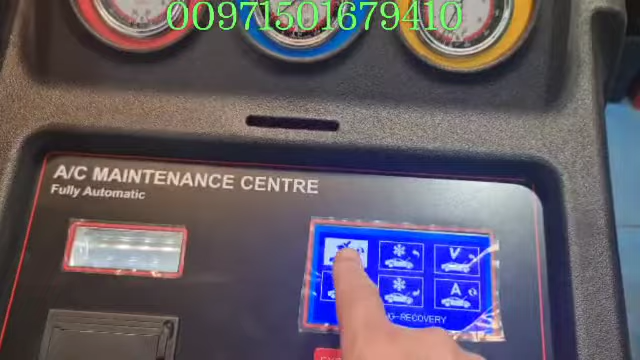 00971501679410
A/C MAINTENANCE CENTRE
Fully Automatic
V
A
G-RECOVERY